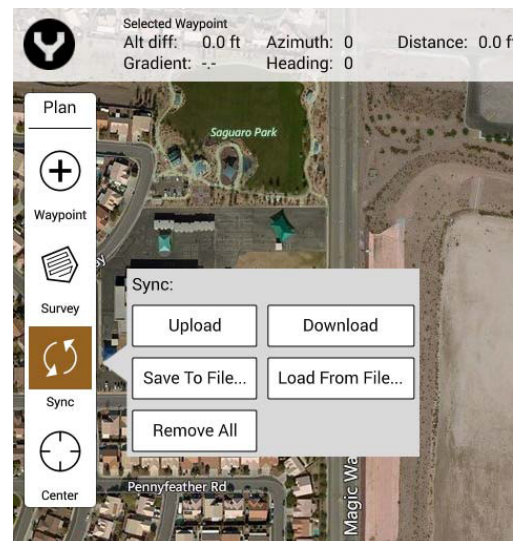 Selected Waypoint
Alt diff: 0.0 ft Azimuth: 0 Distance: 0.0 f
Gradient: -.- Heading: 0
Plan
Saguaro Park
Waypoint
Survey
Sync:
Upload Download
Save To File... Load From File...
Sync
Remove All
Center
Pennyfeather Rd
Magic Wa